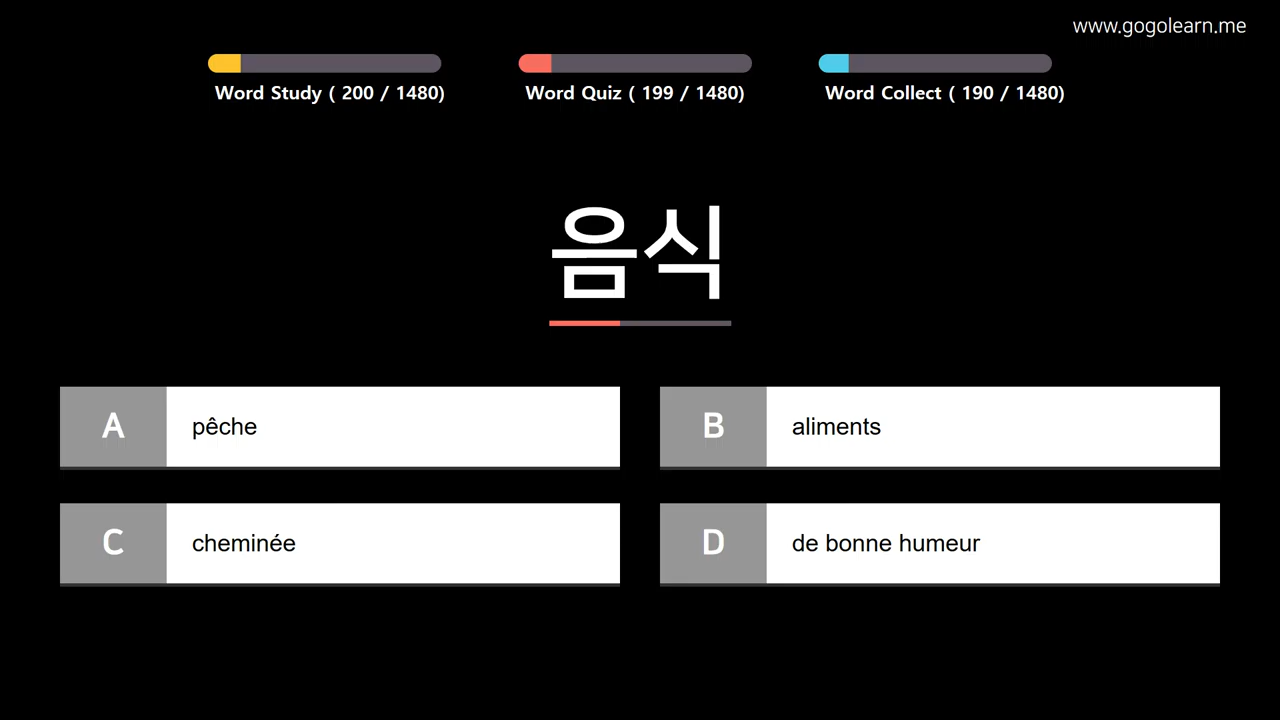 www.gogolearn.me
Word Study ( 200 / 1480)
Word Quiz ( 199 / 1480)
Word Collect ( 190 / 1480)
음식
A
pêche
B
aliments
C
cheminée
D
de bonne humeur